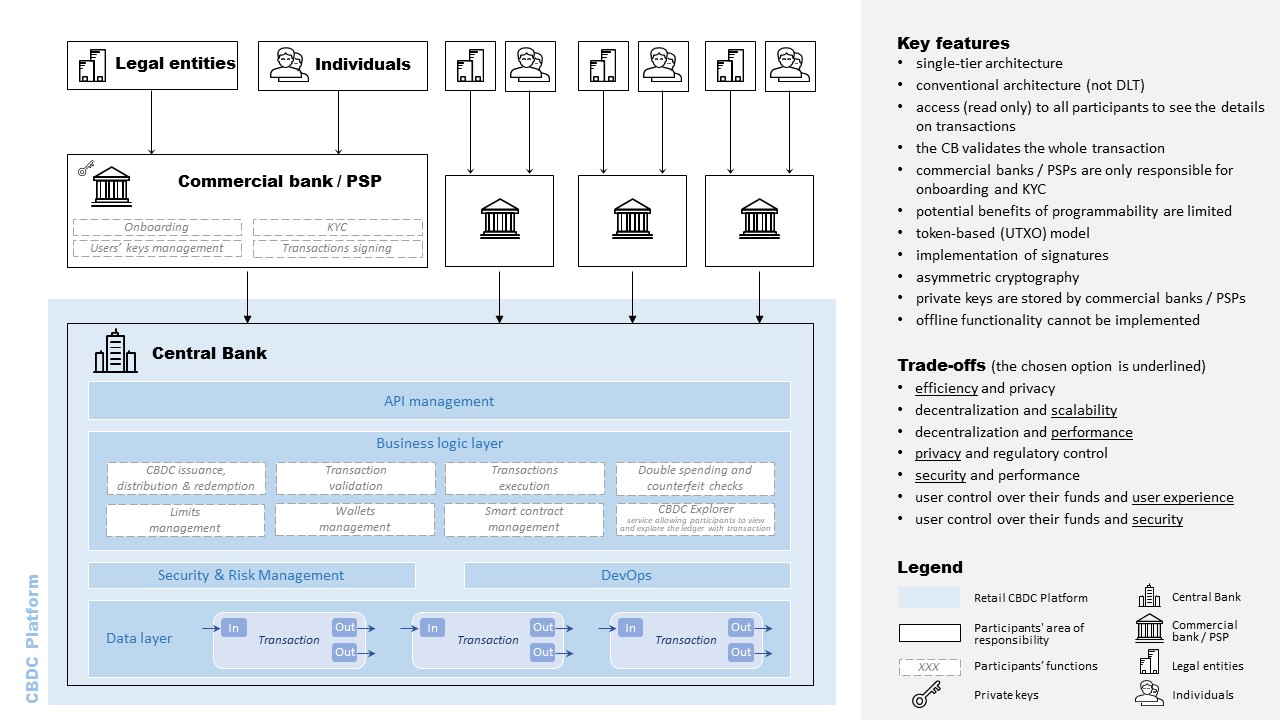 Legal entities
Individuals
Commercial bank / PSP
Onboarding
KYC
Users’ keys management
Transactions signing
Central Bank
API management
Business logic layer
CBDC issuance,
distribution & redemption
Transaction
validation
Transactions
execution
Double spending and
counterfeit checks
Limits
management
Wallets
management
Smart contract
management
CBDC Explorer
service allowing participants to view
and explore the ledger with transaction
Security & Risk Management
DevOps
Data layer
In
Transaction
Out
Out
In
Transaction
Out
Out
In
Transaction
Out
Out
CBDC Platform
Key features
• single-tier architecture
• conventional architecture (not DLT)
• access (read only) to all participants to see the details
on transactions
• the CB validates the whole transaction
• commercial banks / PSPs are only responsible for
onboarding and KYC
• potential benefits of programmability are limited
• token-based (UTXO) model
• implementation of signatures
• asymmetric cryptography
• private keys are stored by commercial banks / PSPs
• offline functionality cannot be implemented
Trade-offs (the chosen option is underlined)
• efficiency and privacy
• decentralization and scalability
• decentralization and performance
• privacy and regulatory control
• security and performance
• user control over their funds and user experience
• user control over their funds and security
Legend
Retail CBDC Platform
Participants' area of
responsibility
XXX
Participants’ functions
Private keys
Central Bank
Commercial
bank / PSP
Legal entities
Individuals